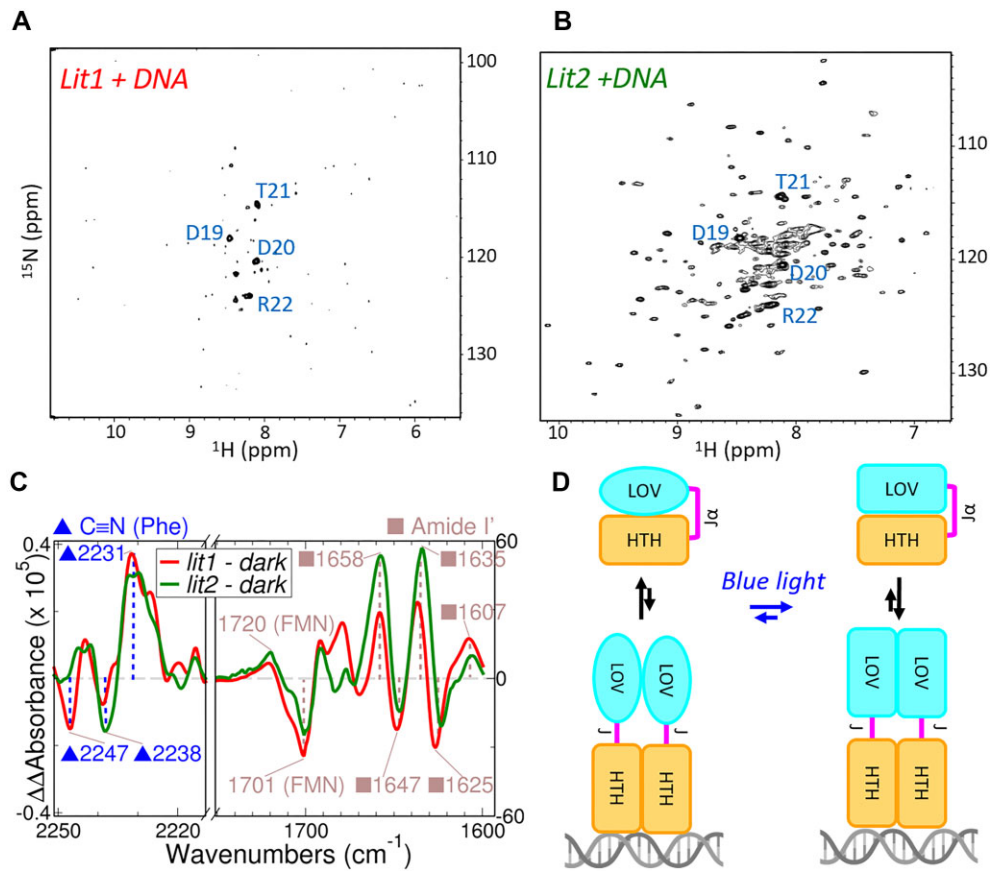 A
Lit1 + DNA
T21
D19
D20
R22
100
110
120
130
15N (ppm)
10
9
8
7
6
1H (ppm)
B
Lit2 +DNA
T21
D19
D20
R22
110
120
130
10
9
8
7
1H (ppm)
C
C≡N (Phe)
2231
Amide I'
lit1 - dark
lit2 - dark
1658
1635
1607
1720 (FMN)
2247
2238
1701 (FMN)
1647
1625
0.4
0
-0.4
60
0
-60
ΔΔAbsorbance (x 10⁵)
2250
2220
1700
1600
Wavenumbers (cm⁻¹)
D
LOV
HTH
Jα
LOV
HTH
Jα
Blue light
LOV
LOV
J
J
HTH
HTH
LOV
LOV
J
J
HTH
HTH